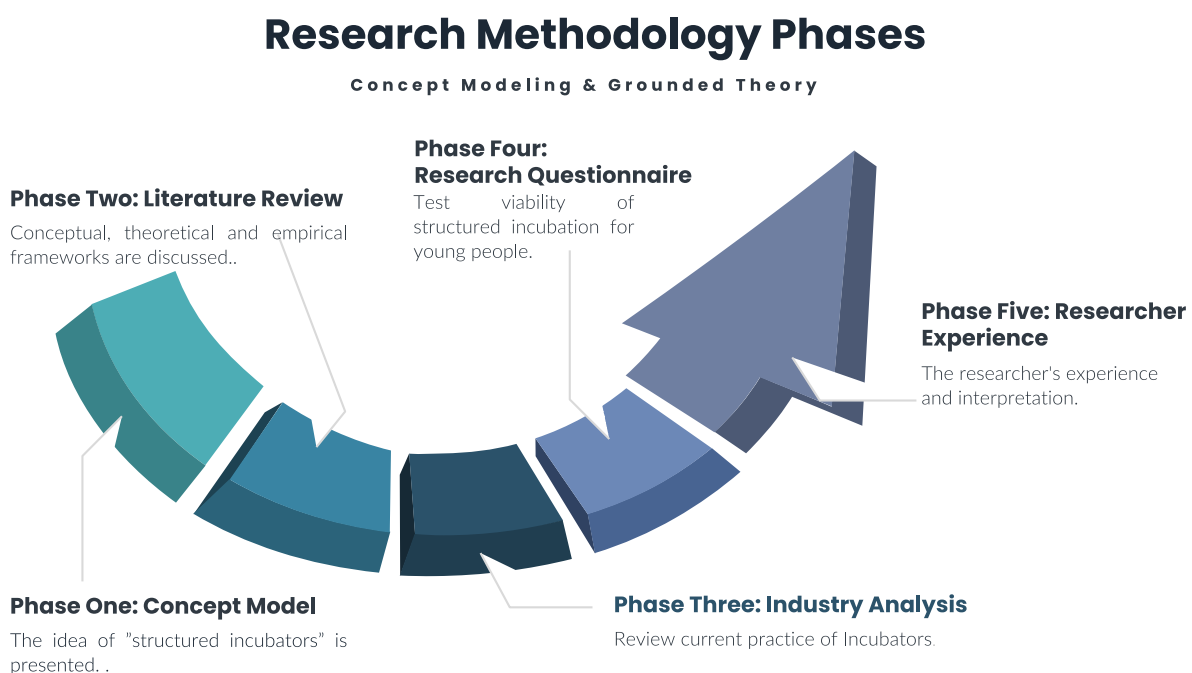 Research Methodology Phases
Concept Modeling & Grounded Theory
Phase Four:
Research Questionnaire
Test viability of
structured incubation for
young people.
Phase Two: Literature Review
Conceptual, theoretical and empirical
frameworks are discussed..
Phase Five: Researcher
Experience
The researcher's experience
and interpretation.
Phase One: Concept Model
The idea of ”structured incubators” is
presented. .
Phase Three: Industry Analysis
Review current practice of Incubators.